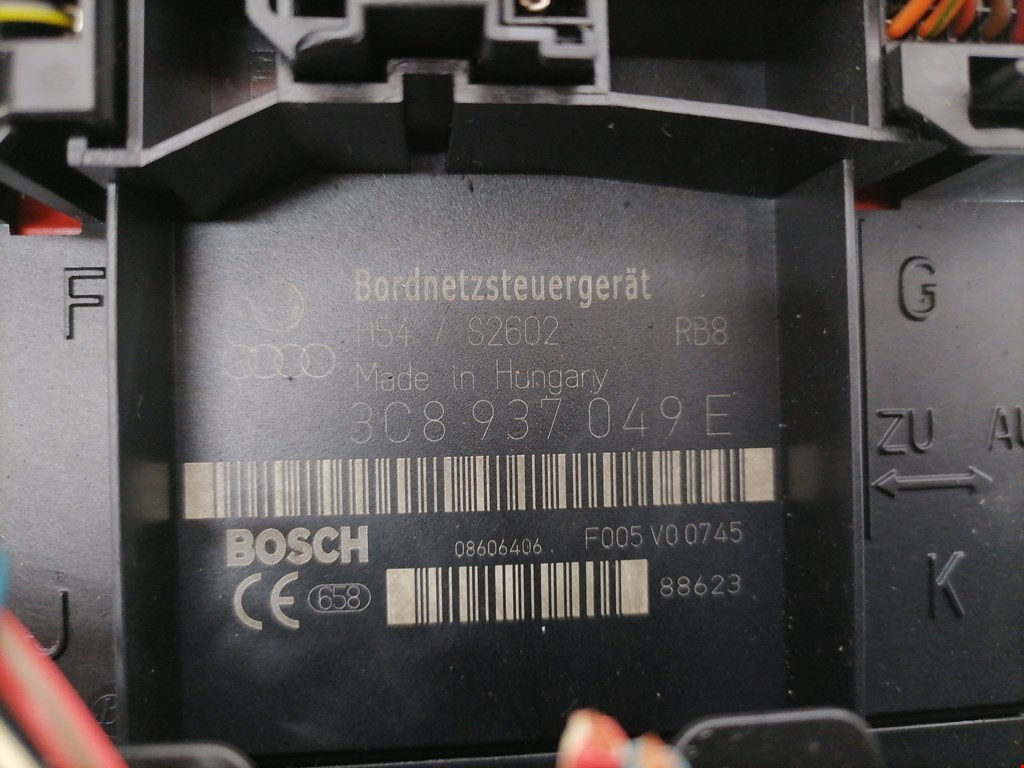 F
Bordnetzsteuergerät
G
H54 / S2602 RB8
Made in Hungary
3C8 937 049 E
ZU
BOSCH
08606406 F005 V0 0745
CE 658
88623
K
J